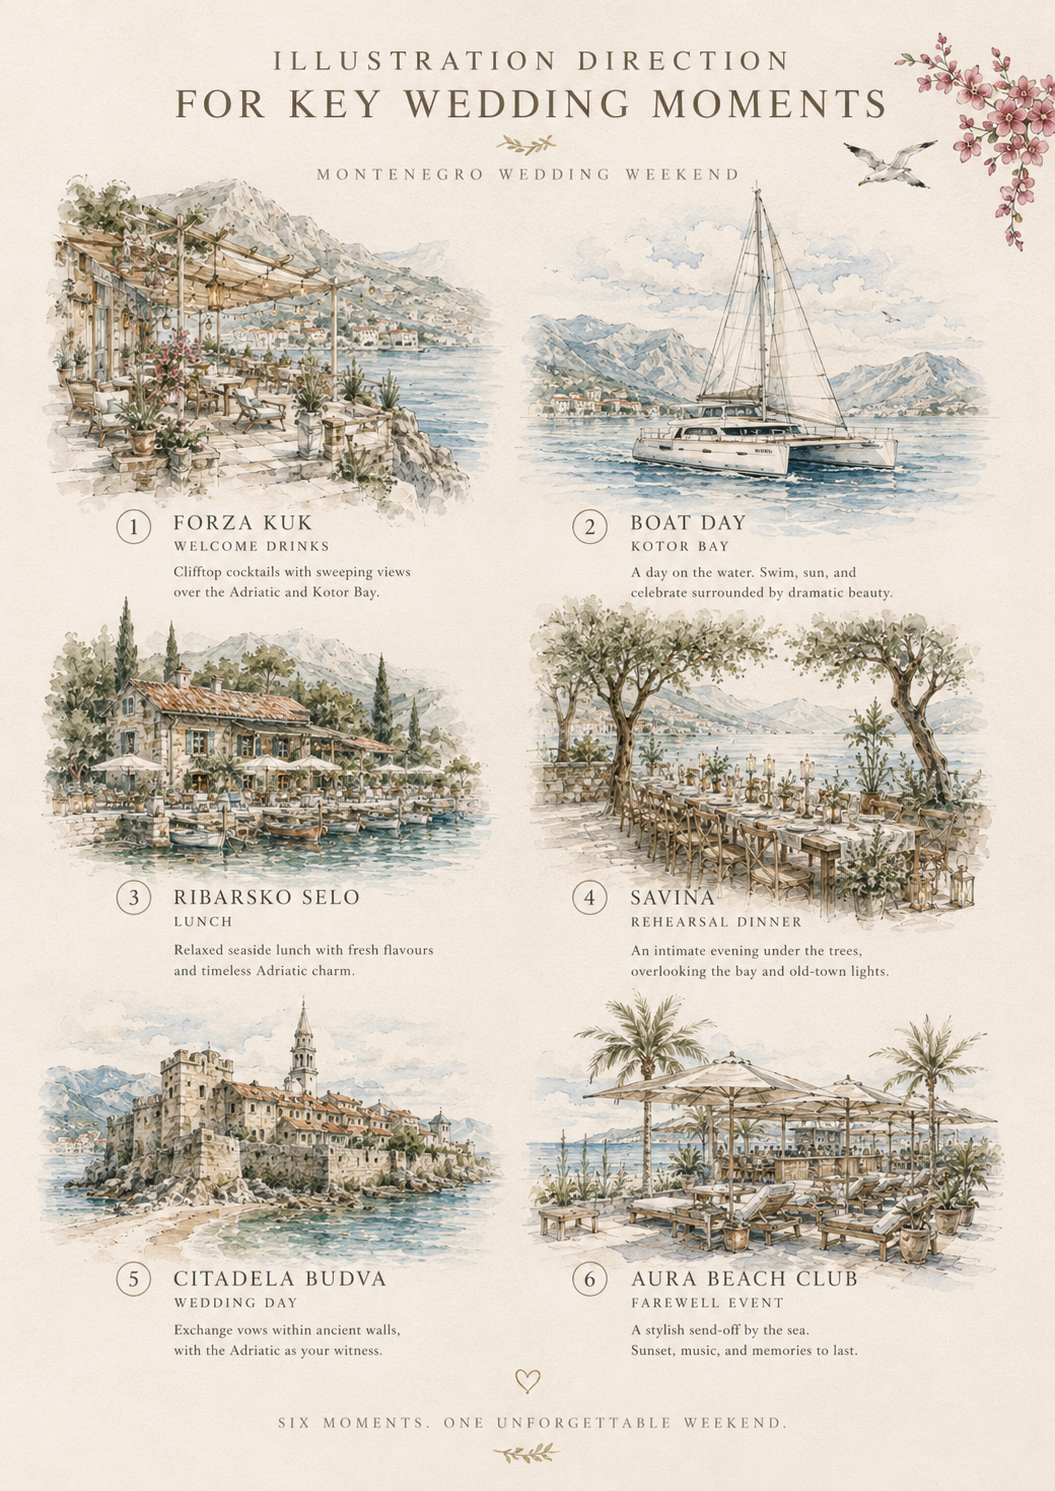 ILLUSTRATION DIRECTION
FOR KEY WEDDING MOMENTS
MONTENEGRO WEDDING WEEKEND
1
FORZA KUK
WELCOME DRINKS
Clifftop cocktails with sweeping views
over the Adriatic and Kotor Bay.
2
BOAT DAY
KOTOR BAY
A day on the water. Swim, sun, and
celebrate surrounded by dramatic beauty.
3
RIBARSKO SELO
LUNCH
Relaxed seaside lunch with fresh flavours
and timeless Adriatic charm.
4
SAVINA
REHEARSAL DINNER
An intimate evening under the trees,
overlooking the bay and old-town lights.
5
CITADELA BUDVA
WEDDING DAY
Exchange vows within ancient walls,
with the Adriatic as your witness.
6
AURA BEACH CLUB
FAREWELL EVENT
A stylish send-off by the sea.
Sunset, music, and memories to last.
SIX MOMENTS. ONE UNFORGETTABLE WEEKEND.